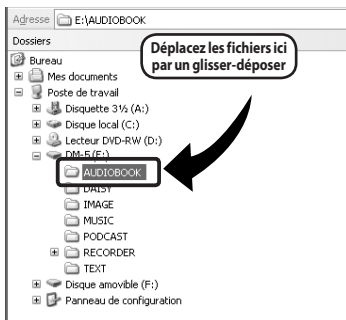 Adresse E:\AUDIOBOOK
Dossiers
Déplacez les fichiers ici
par un glisser-déposer
Bureau
Mes documents
Poste de travail
Disquette 3½ (A:)
Disque local (C:)
Lecteur DVD-RW (D:)
DM-5 (E:)
AUDIOBOOK
DAISY
IMAGE
MUSIC
PODCAST
RECORDER
TEXT
Disque amovible (F:)
Panneau de configuration